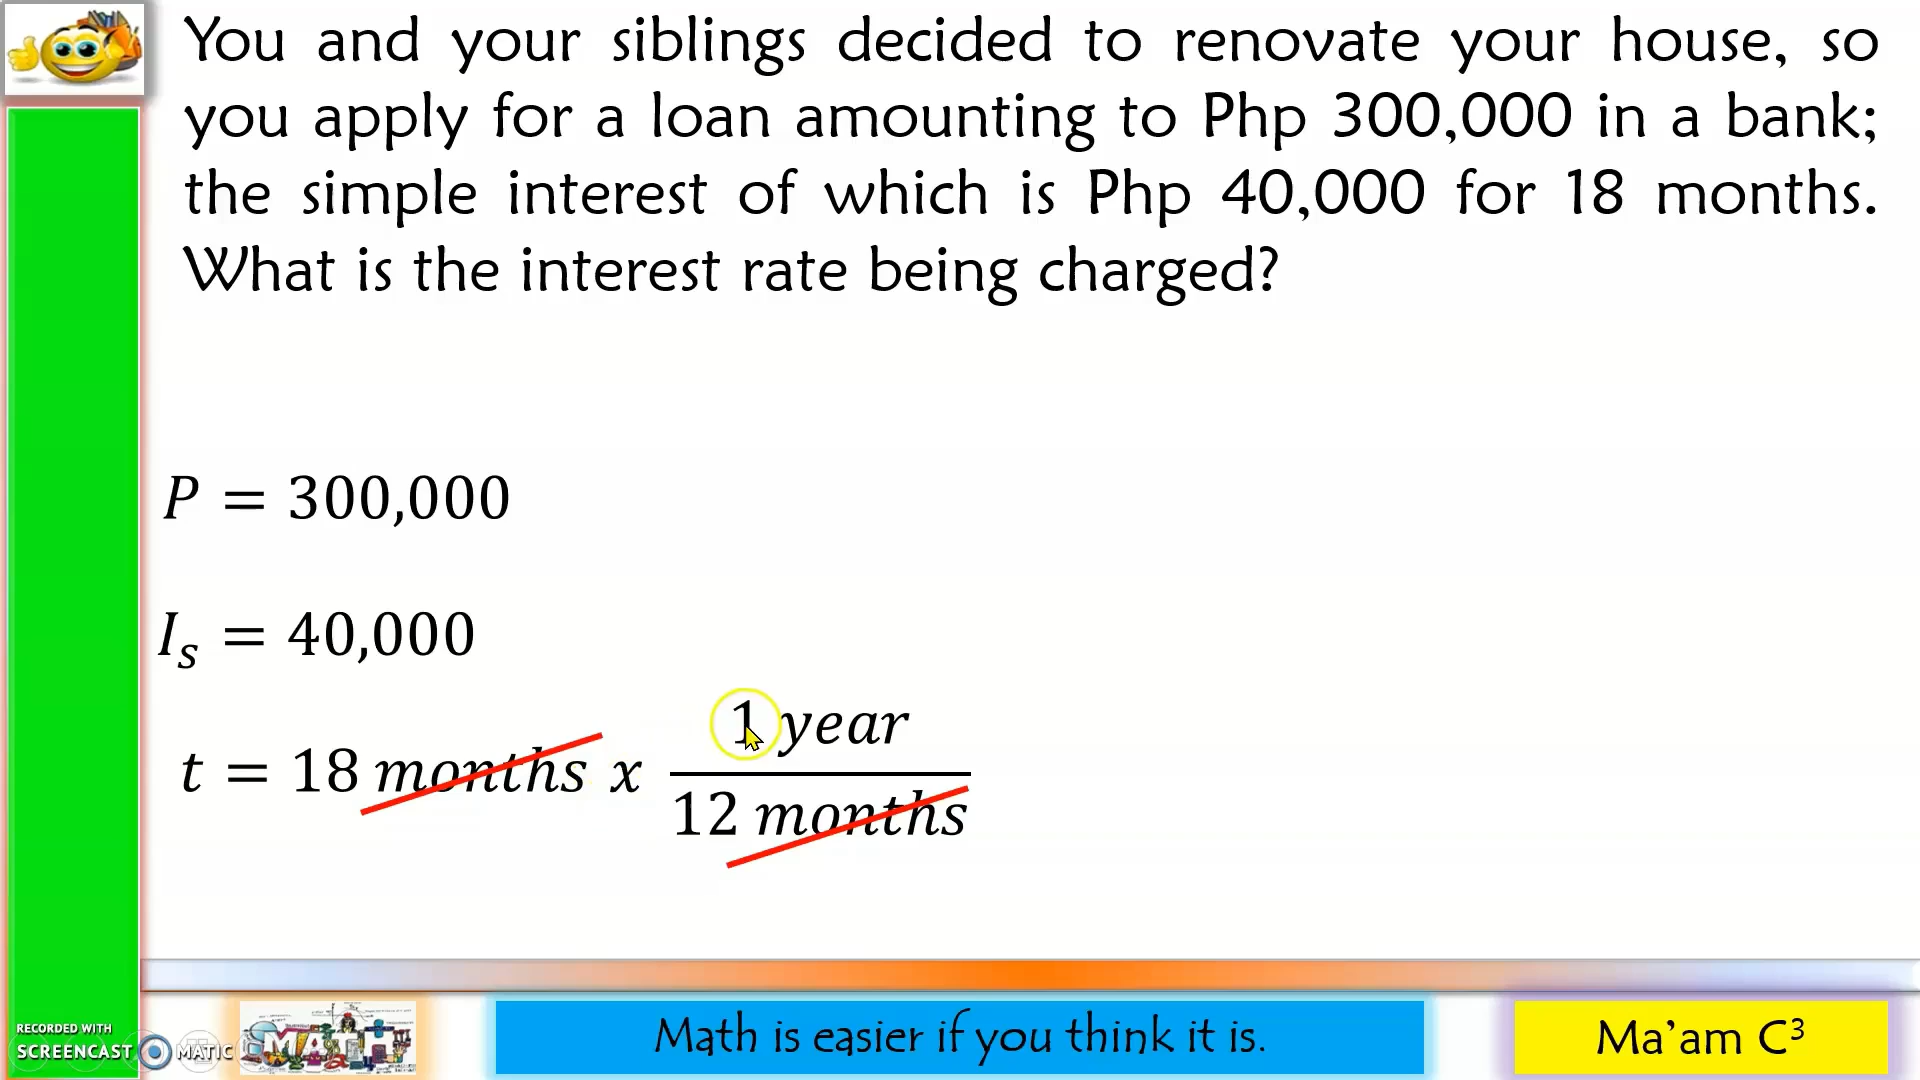 You and your siblings decided to renovate your house, so
you apply for a loan amounting to Php 300,000 in a bank;
the simple interest of which is Php 40,000 for 18 months.
What is the interest rate being charged?
P = 300,000
Iₛ = 40,000
1 year
t = 18 months x
12 months
RECORDED WITH
SCREENCAST MATIC
MATH
Math is easier if you think it is.
Ma’am C³